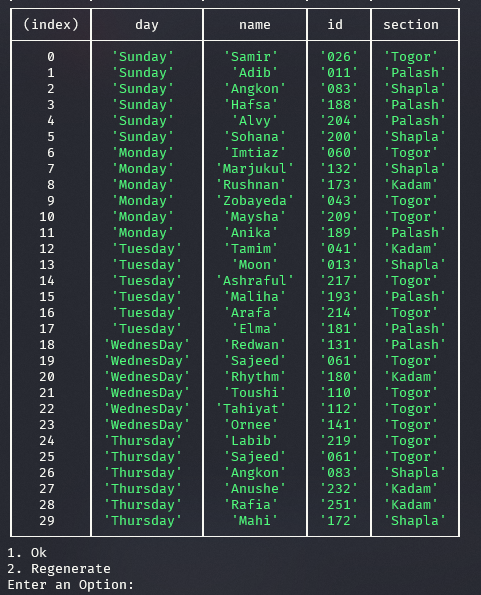 (index) day name id section
0 'Sunday' 'Samir' '026' 'Togor'
1 'Sunday' 'Adib' '011' 'Palash'
2 'Sunday' 'Angkon' '083' 'Shapla'
3 'Sunday' 'Hafsa' '188' 'Palash'
4 'Sunday' 'Alvy' '204' 'Palash'
5 'Sunday' 'Sohana' '200' 'Shapla'
6 'Monday' 'Imtiaz' '060' 'Togor'
7 'Monday' 'Marjukul' '132' 'Shapla'
8 'Monday' 'Rushnan' '173' 'Kadam'
9 'Monday' 'Zobayeda' '043' 'Togor'
10 'Monday' 'Maysha' '209' 'Togor'
11 'Monday' 'Anika' '189' 'Palash'
12 'Tuesday' 'Tamim' '041' 'Kadam'
13 'Tuesday' 'Moon' '013' 'Shapla'
14 'Tuesday' 'Ashraful' '217' 'Togor'
15 'Tuesday' 'Maliha' '193' 'Palash'
16 'Tuesday' 'Arafa' '214' 'Togor'
17 'Tuesday' 'Elma' '181' 'Palash'
18 'WednesDay' 'Redwan' '131' 'Palash'
19 'WednesDay' 'Sajeed' '061' 'Togor'
20 'WednesDay' 'Rhythm' '180' 'Kadam'
21 'WednesDay' 'Toushi' '110' 'Togor'
22 'WednesDay' 'Tahiyat' '112' 'Togor'
23 'WednesDay' 'Ornee' '141' 'Togor'
24 'Thursday' 'Labib' '219' 'Togor'
25 'Thursday' 'Sajeed' '061' 'Togor'
26 'Thursday' 'Angkon' '083' 'Shapla'
27 'Thursday' 'Anushe' '232' 'Kadam'
28 'Thursday' 'Rafia' '251' 'Kadam'
29 'Thursday' 'Mahi' '172' 'Shapla'
1. Ok
2. Regenerate
Enter an Option: